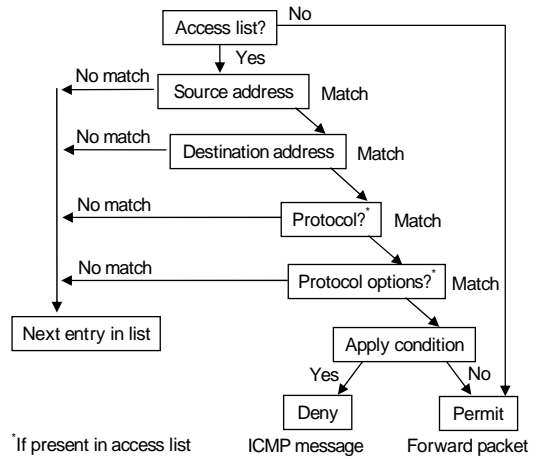 Access list?
No
Yes
No match
Source address
Match
No match
Destination address
Match
No match
Protocol?*
Match
No match
Protocol options?*
Match
Next entry in list
Apply condition
Yes
No
Deny
Permit
*If present in access list
ICMP message
Forward packet